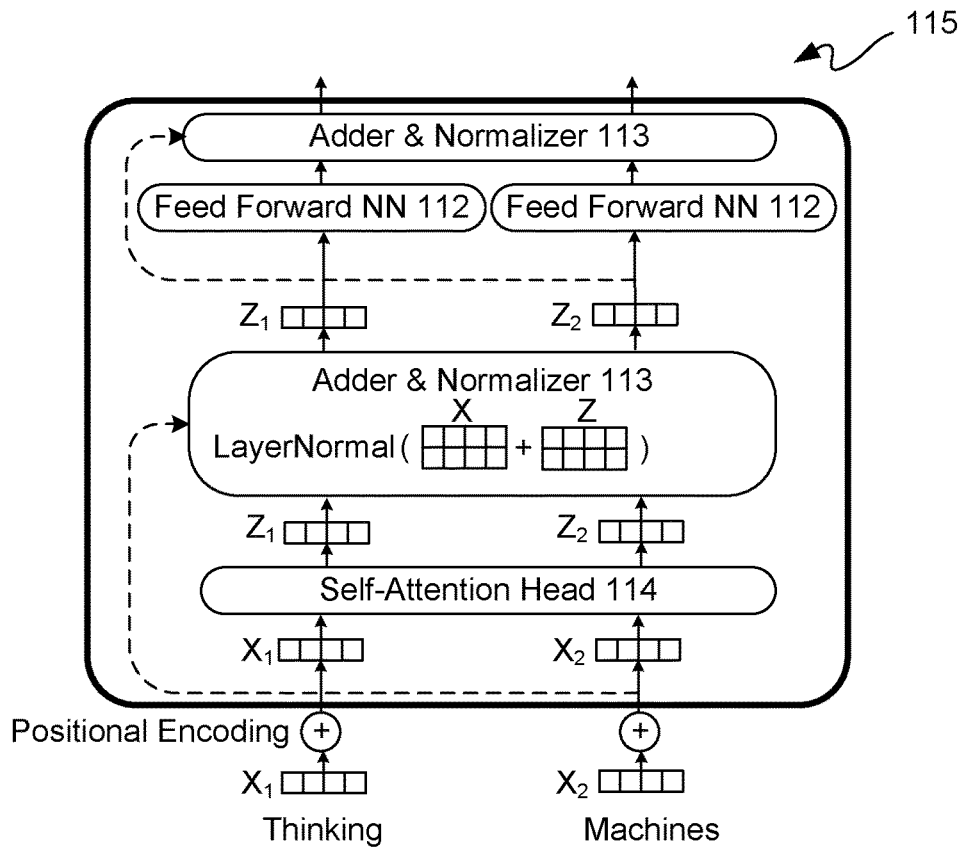 115
Adder & Normalizer 113
Feed Forward NN 112 Feed Forward NN 112
Z₁ Z₂
Adder & Normalizer 113
X Z
LayerNormal( + )
Z₁ Z₂
Self-Attention Head 114
X₁ X₂
Positional Encoding + +
X₁ X₂
Thinking Machines